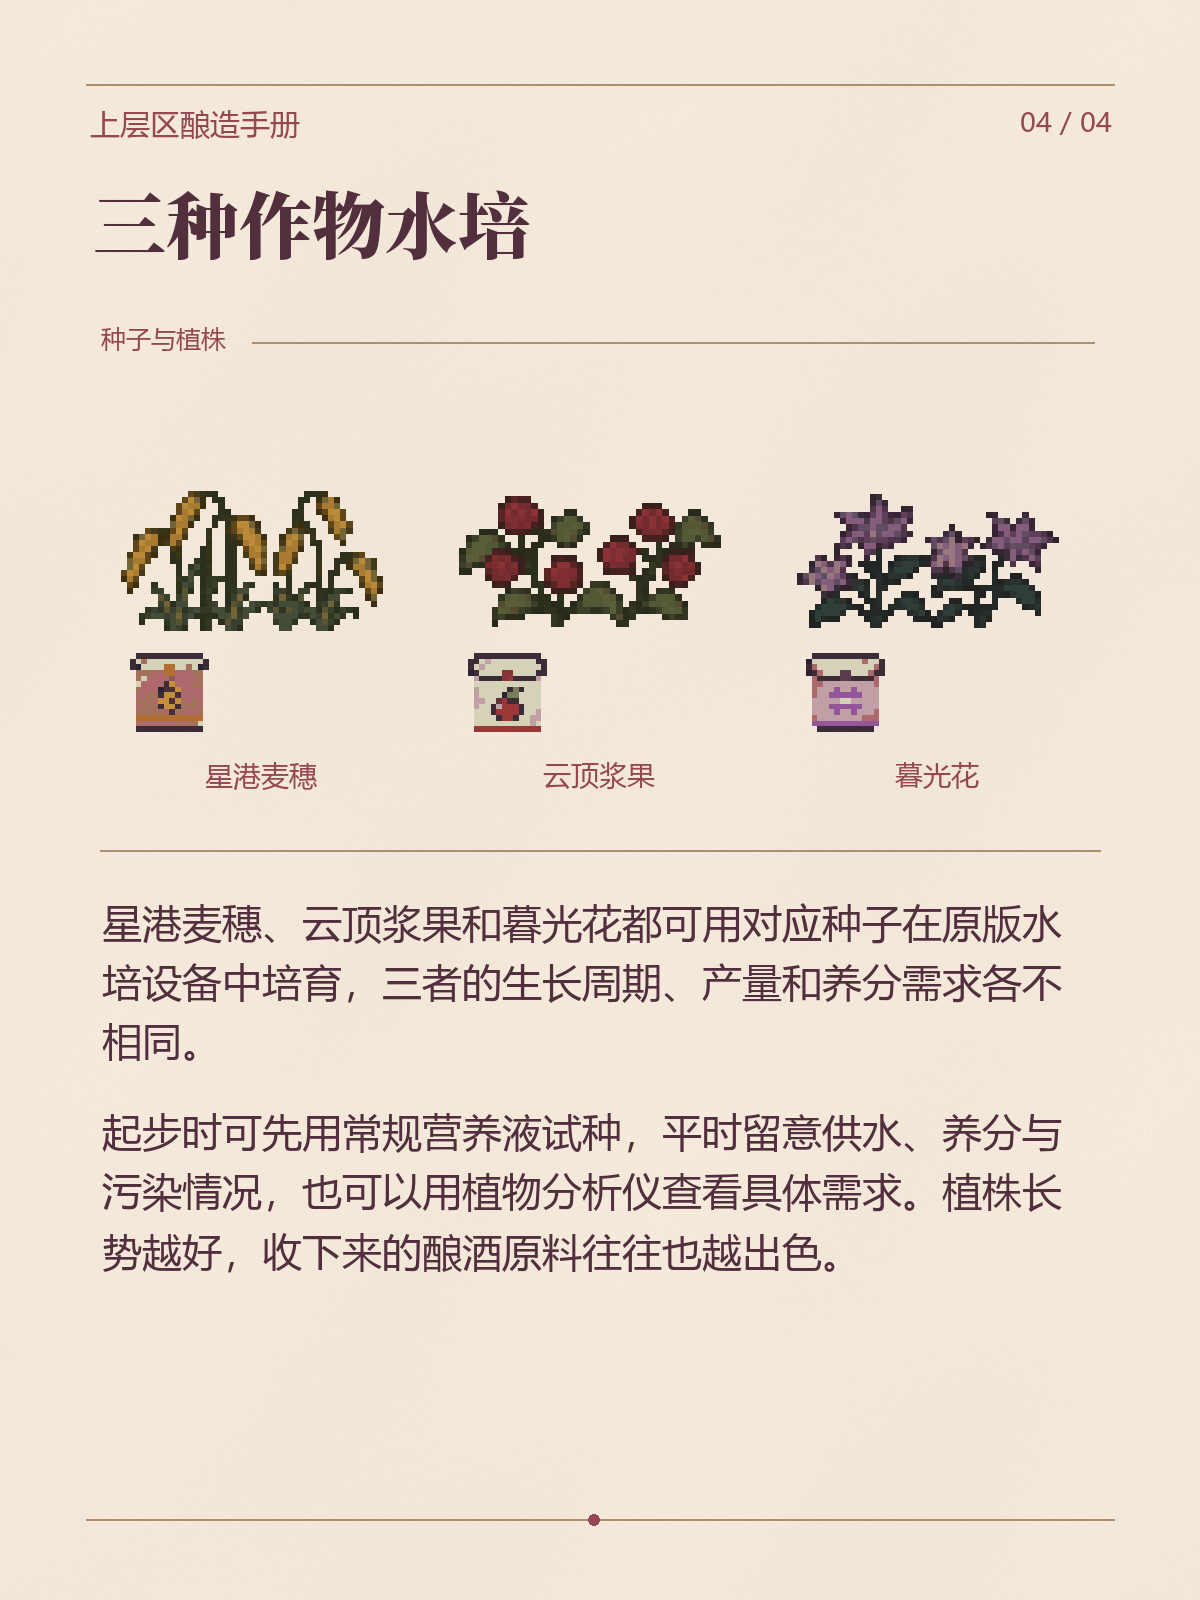 上层区酿造手册
04 / 04
三种作物水培
种子与植株
星港麦穗
云顶浆果
暮光花
星港麦穗、云顶浆果和暮光花都可用对应种子在原版水
培设备中培育，三者的生长周期、产量和养分需求各不
相同。
起步时可先用常规营养液试种，平时留意供水、养分与
污染情况，也可以用植物分析仪查看具体需求。植株长
势越好，收下来的酿酒原料往往也越出色。